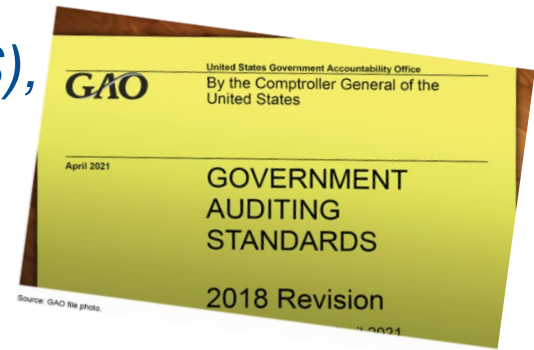 S),
GAO
United States Government Accountability Office
By the Comptroller General of the
United States
April 2021
GOVERNMENT
AUDITING
STANDARDS
2018 Revision
2021
Source: GAO file photo.